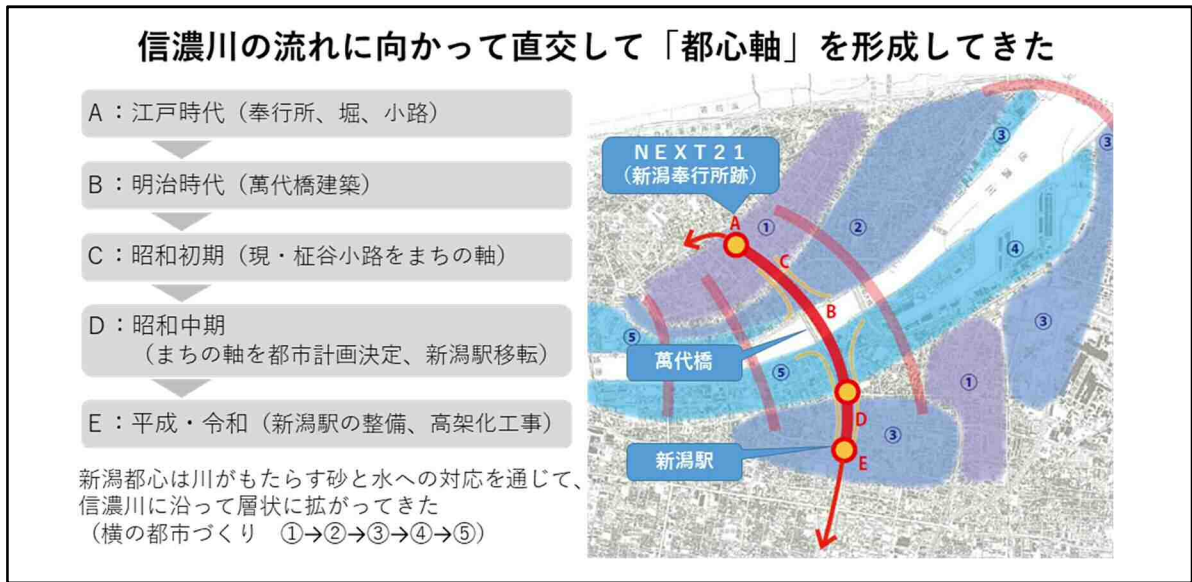 信濃川の流れに向かって直交して「都心軸」を形成してきた
A：江戸時代（奉行所、堀、小路）
B：明治時代（萬代橋建築）
C：昭和初期（現・柾谷小路をまちの軸）
D：昭和中期
（まちの軸を都市計画決定、新潟駅移転）
E：平成・令和（新潟駅の整備、高架化工事）
新潟都心は川がもたらす砂と水への対応を通じて、
信濃川に沿って層状に拡がってきた
（横の都市づくり　①→②→③→④→⑤）
ＮＥＸＴ２１
（新潟奉行所跡）
A
①
②
③
③
C
B
④
萬代橋
⑤
⑤
③
①
D
③
新潟駅
E